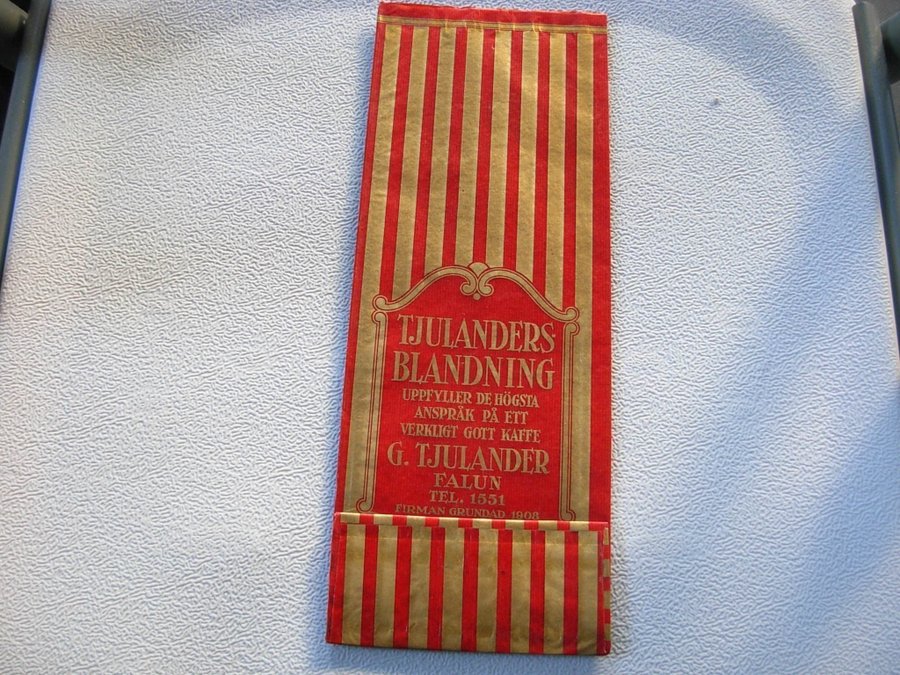 TJULANDERS-
BLANDNING
UPPFYLLER DE HÖGSTA
ANSPRÅK PÅ ETT
VERKLIGT GOTT KAFFE
G. TJULANDER
FALUN
TEL. 1551
FIRMAN GRUNDAD 1908